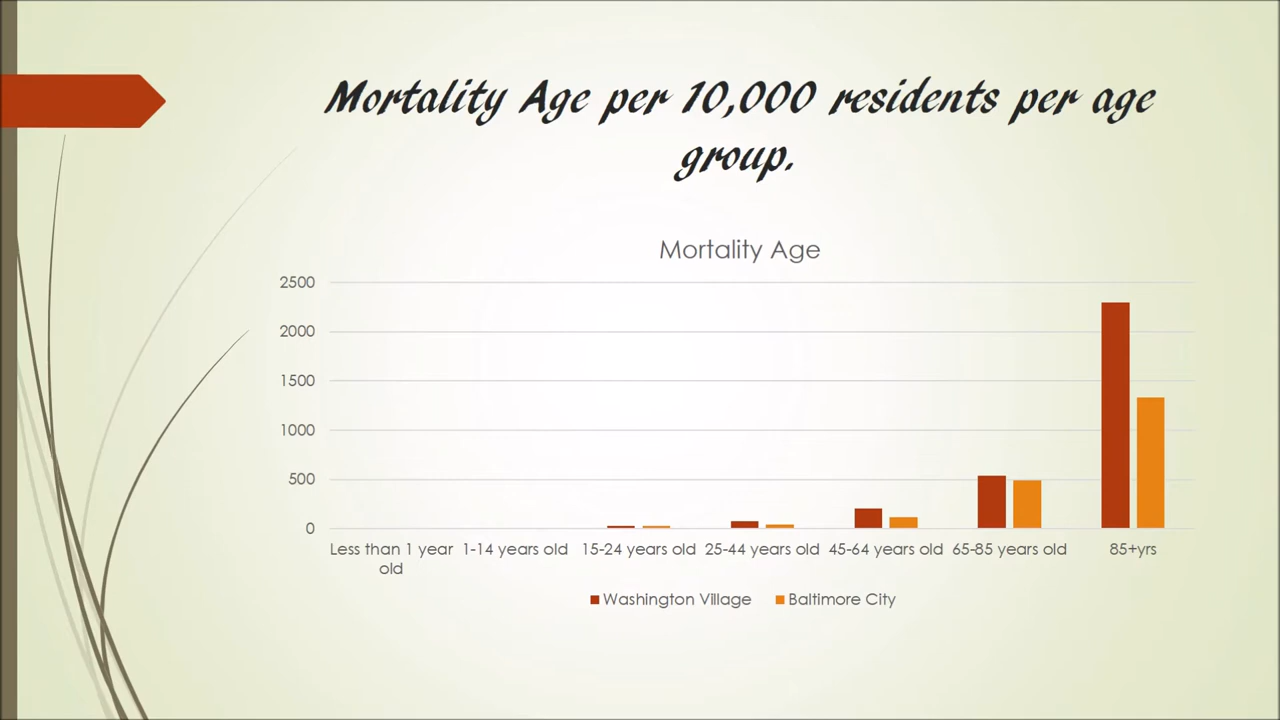 Mortality Age per 10,000 residents per age
group.
Mortality Age
2500
2000
1500
1000
500
0
Less than 1 year old
1-14 years old
15-24 years old
25-44 years old
45-64 years old
65-85 years old
85+yrs
Washington Village
Baltimore City